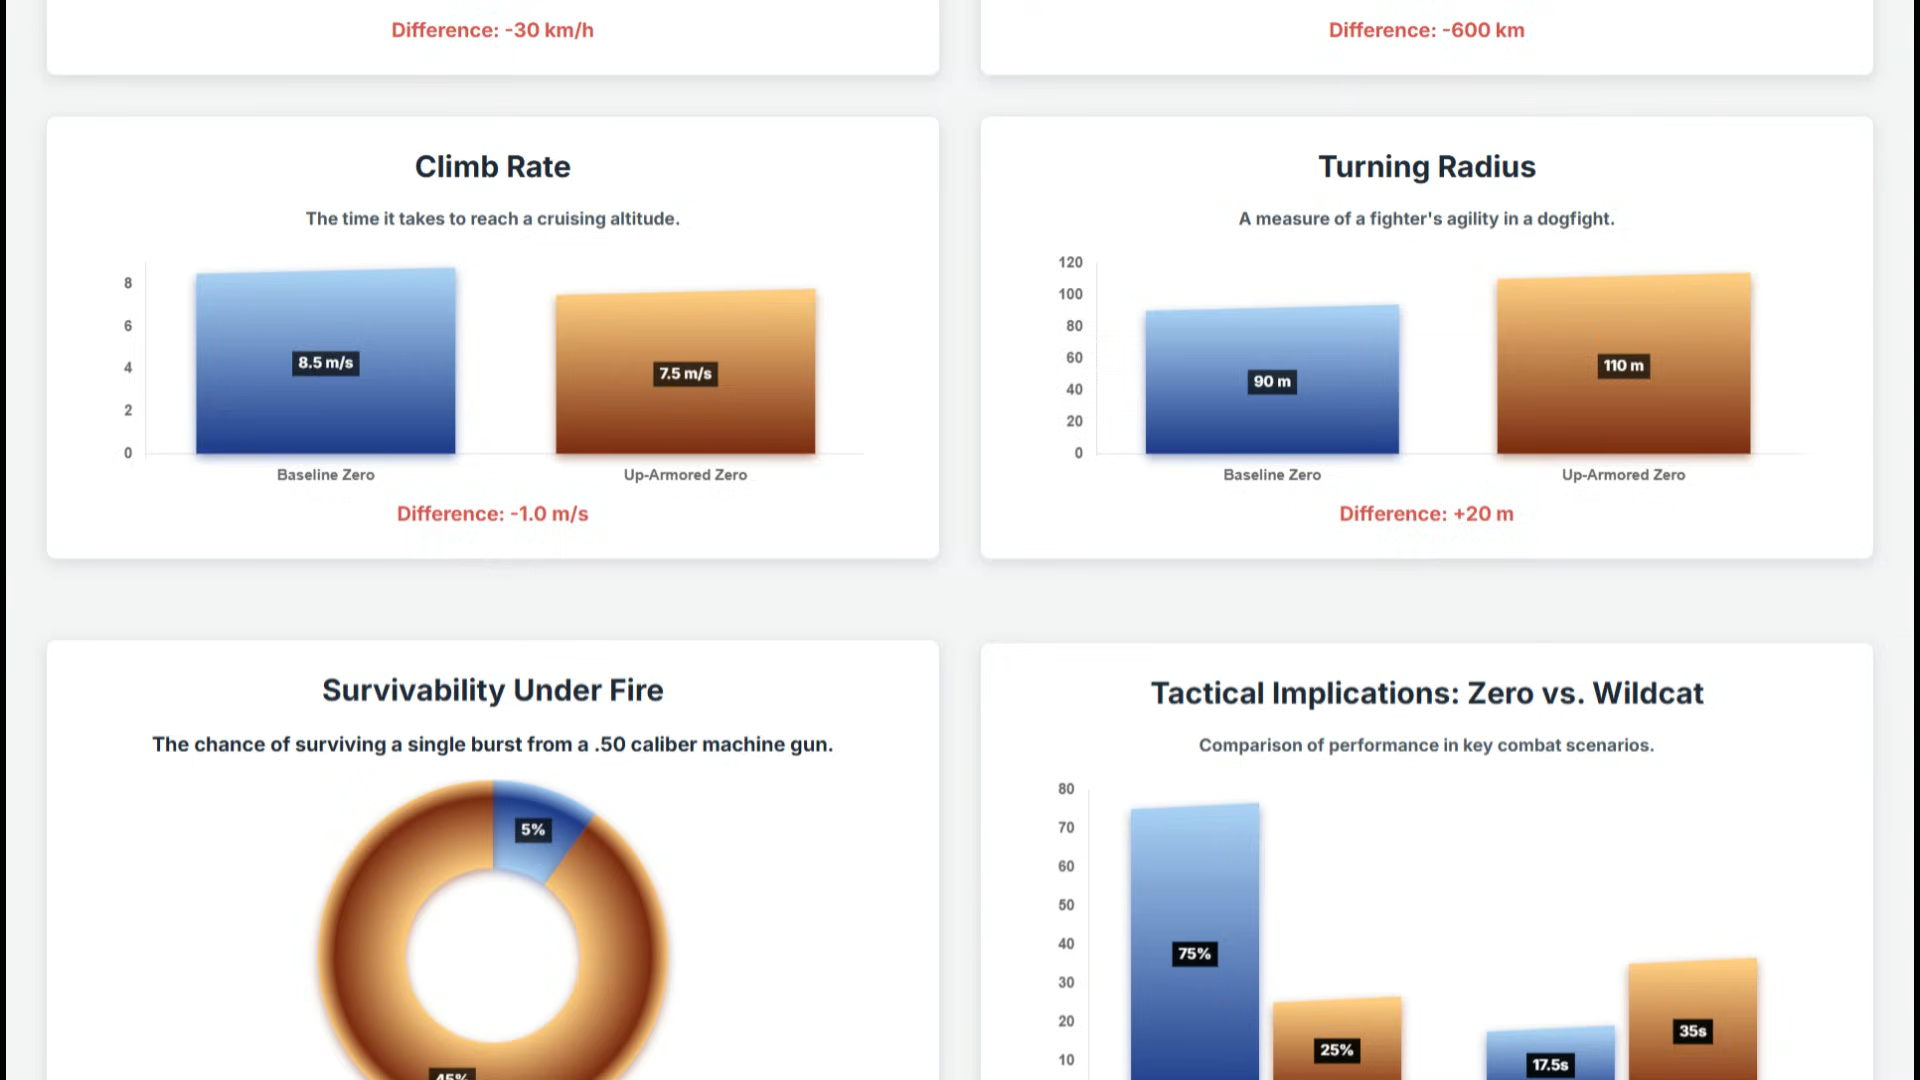 Difference: -30 km/h
Difference: -600 km
Climb Rate
The time it takes to reach a cruising altitude.
8
6
4
2
0
8.5 m/s
7.5 m/s
Baseline Zero
Up-Armored Zero
Difference: -1.0 m/s
Turning Radius
A measure of a fighter's agility in a dogfight.
120
100
80
60
40
20
0
90 m
110 m
Baseline Zero
Up-Armored Zero
Difference: +20 m
Survivability Under Fire
The chance of surviving a single burst from a .50 caliber machine gun.
5%
45%
Tactical Implications: Zero vs. Wildcat
Comparison of performance in key combat scenarios.
80
70
60
50
40
30
20
10
75%
25%
17.5s
35s